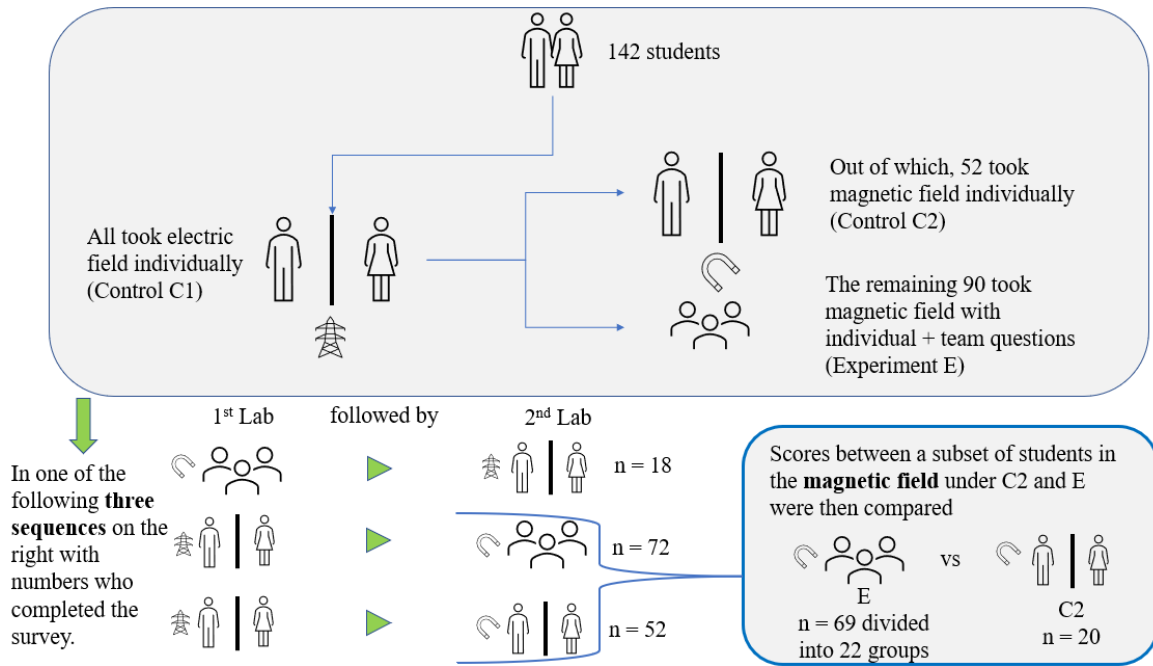 142 students
All took electric
field individually
(Control C1)
Out of which, 52 took
magnetic field individually
(Control C2)
The remaining 90 took
magnetic field with
individual + team questions
(Experiment E)
1st Lab
followed by
2nd Lab
In one of the
following three
sequences on the
right with
numbers who
completed the
survey.
n = 18
n = 72
n = 52
Scores between a subset of students in
the magnetic field under C2 and E
were then compared
vs
E
n = 69 divided
into 22 groups
C2
n = 20